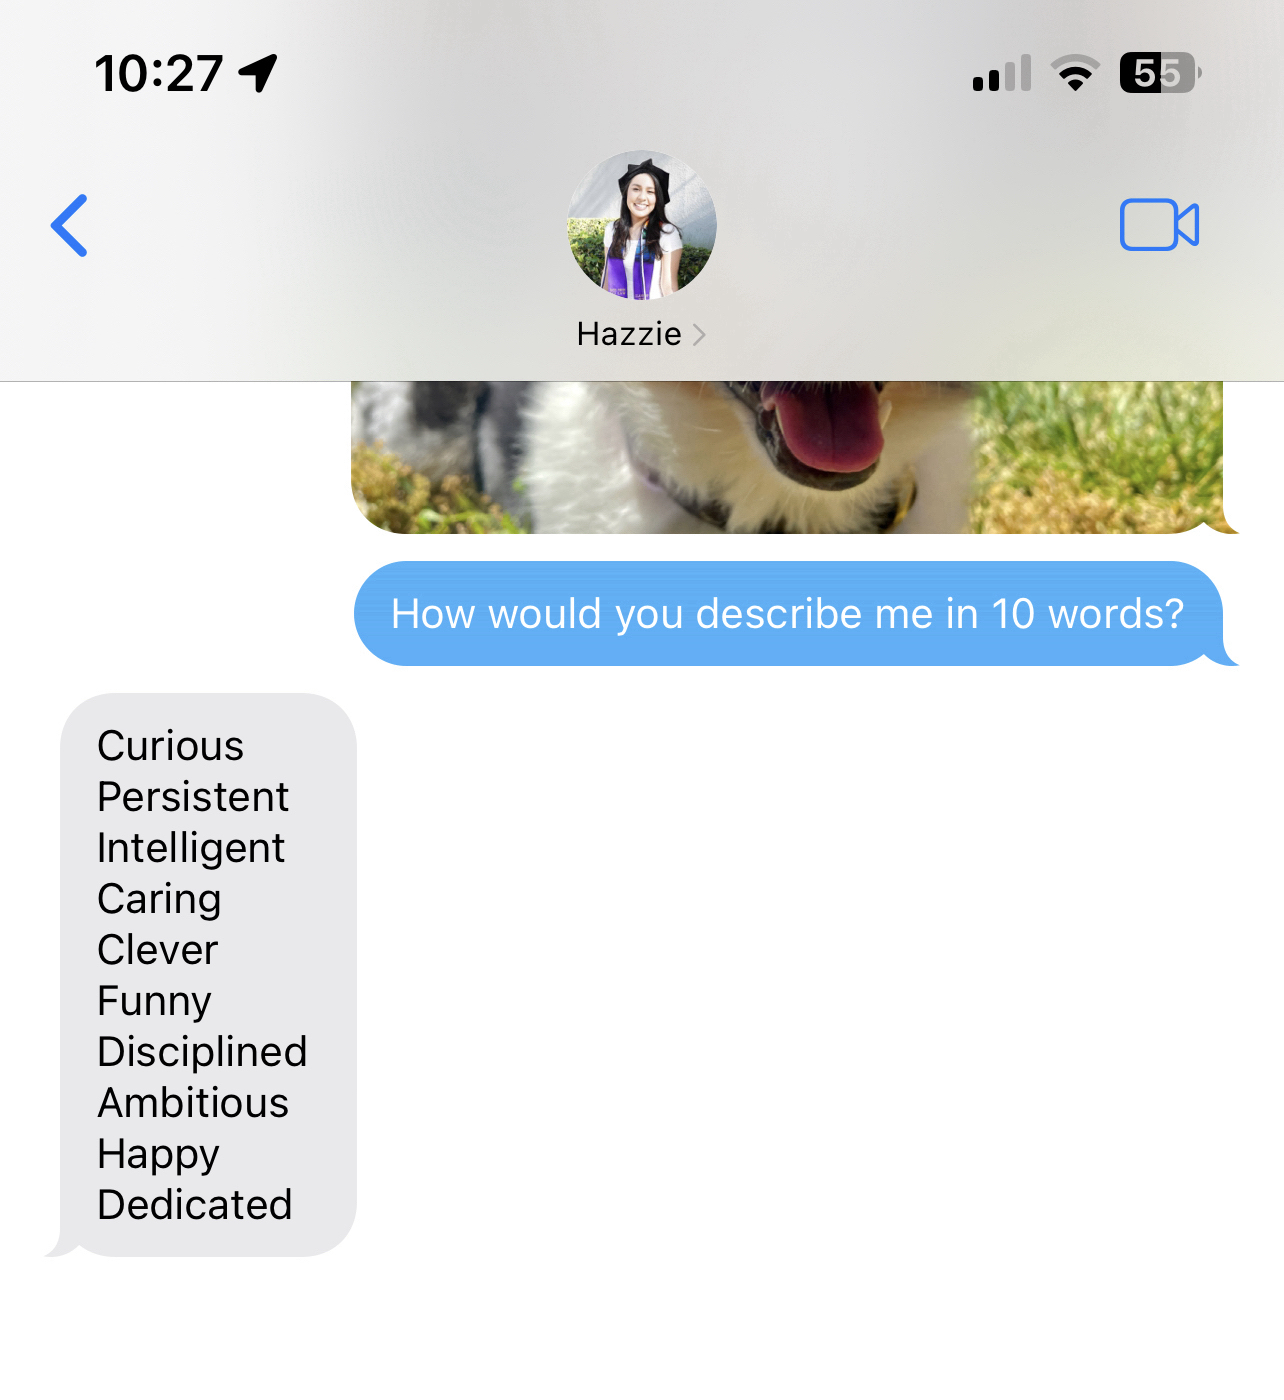 10:27
55
Hazzie
How would you describe me in 10 words?
Curious
Persistent
Intelligent
Caring
Clever
Funny
Disciplined
Ambitious
Happy
Dedicated